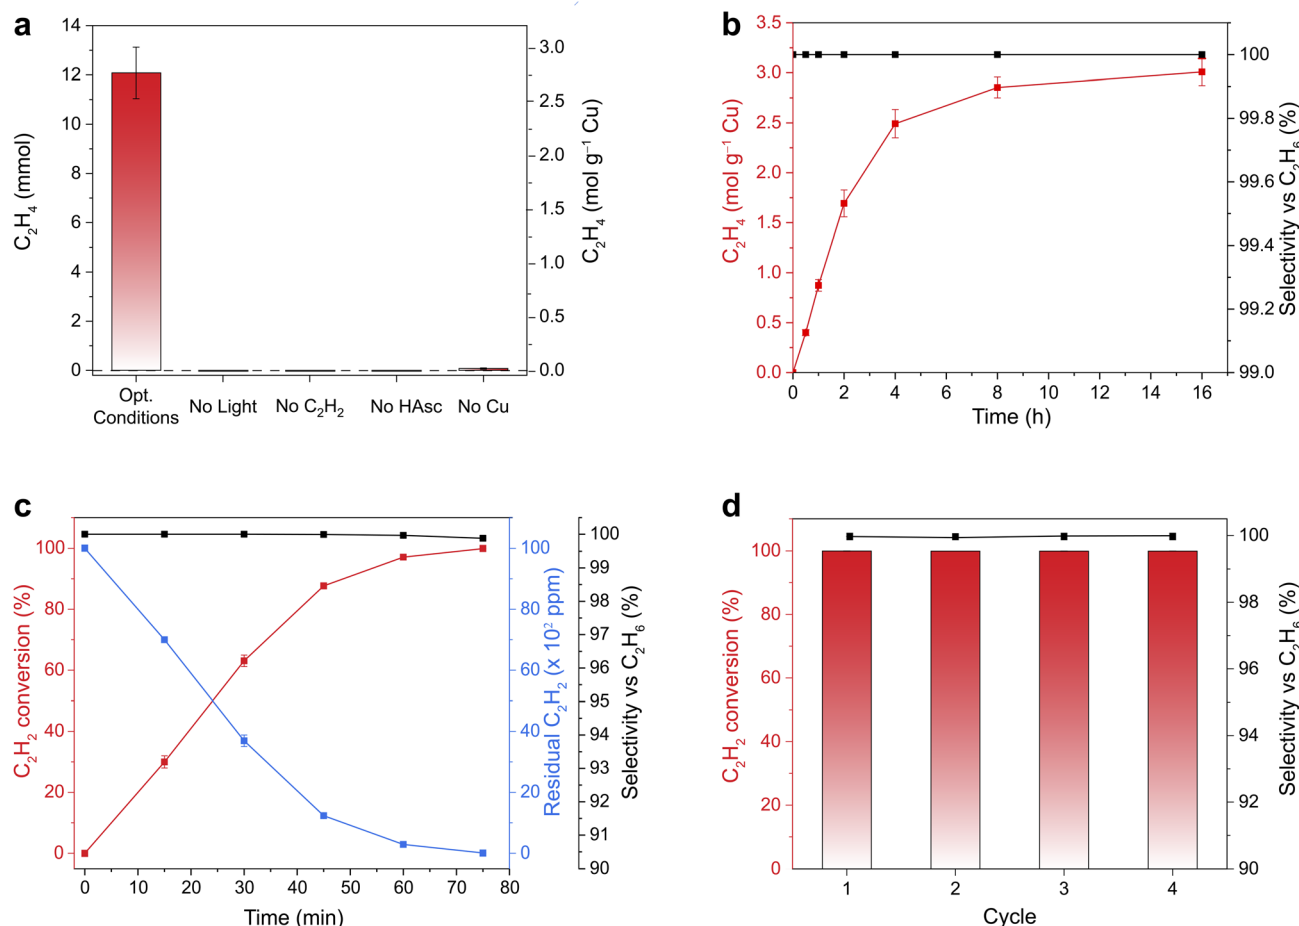 a
14
12
10
8
6
4
2
0
C₂H₄ (mmol)
3.0
2.5
2.0
1.5
1.0
0.5
0.0
C₂H₄ (mol g⁻¹ Cu)
Opt.
Conditions
No Light
No C₂H₂
No HAsc
No Cu
b
3.5
3.0
2.5
2.0
1.5
1.0
0.5
0.0
C₂H₄ (mol g⁻¹ Cu)
100
99.8
99.6
99.4
99.2
99.0
Selectivity vs C₂H₆ (%)
0 2 4 6 8 10 12 14 16
Time (h)
c
100
80
60
40
20
0
C₂H₂ conversion (%)
100
80
60
40
20
0
Residual C₂H₂ (x 10² ppm)
100
99
98
97
96
95
94
93
92
91
90
Selectivity vs C₂H₆ (%)
0 10 20 30 40 50 60 70 80
Time (min)
d
100
80
60
40
20
0
C₂H₂ conversion (%)
100
98
96
94
92
90
Selectivity vs C₂H₆ (%)
1 2 3 4
Cycle